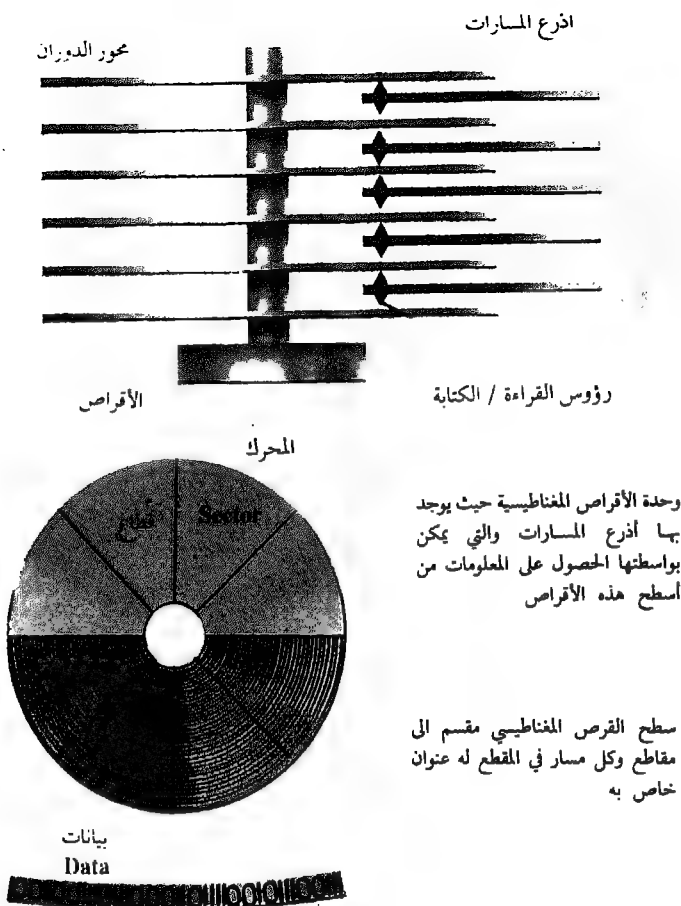 اذرع المسارات
محور الدوران
رؤوس القراءة / الكتابة
الأقراص
المحرك
قطاع
Sector
وحدة الأقراص المغناطيسية حيث يوجد
بها أذرع المسارات والتي يمكن
بواسطتها الحصول على المعلومات من
أسطح هذه الأقراص
سطح القرص المغناطيسي مقسم الى
مقاطع وكل مسار في المقطع له عنوان
خاص به
بيانات
Data